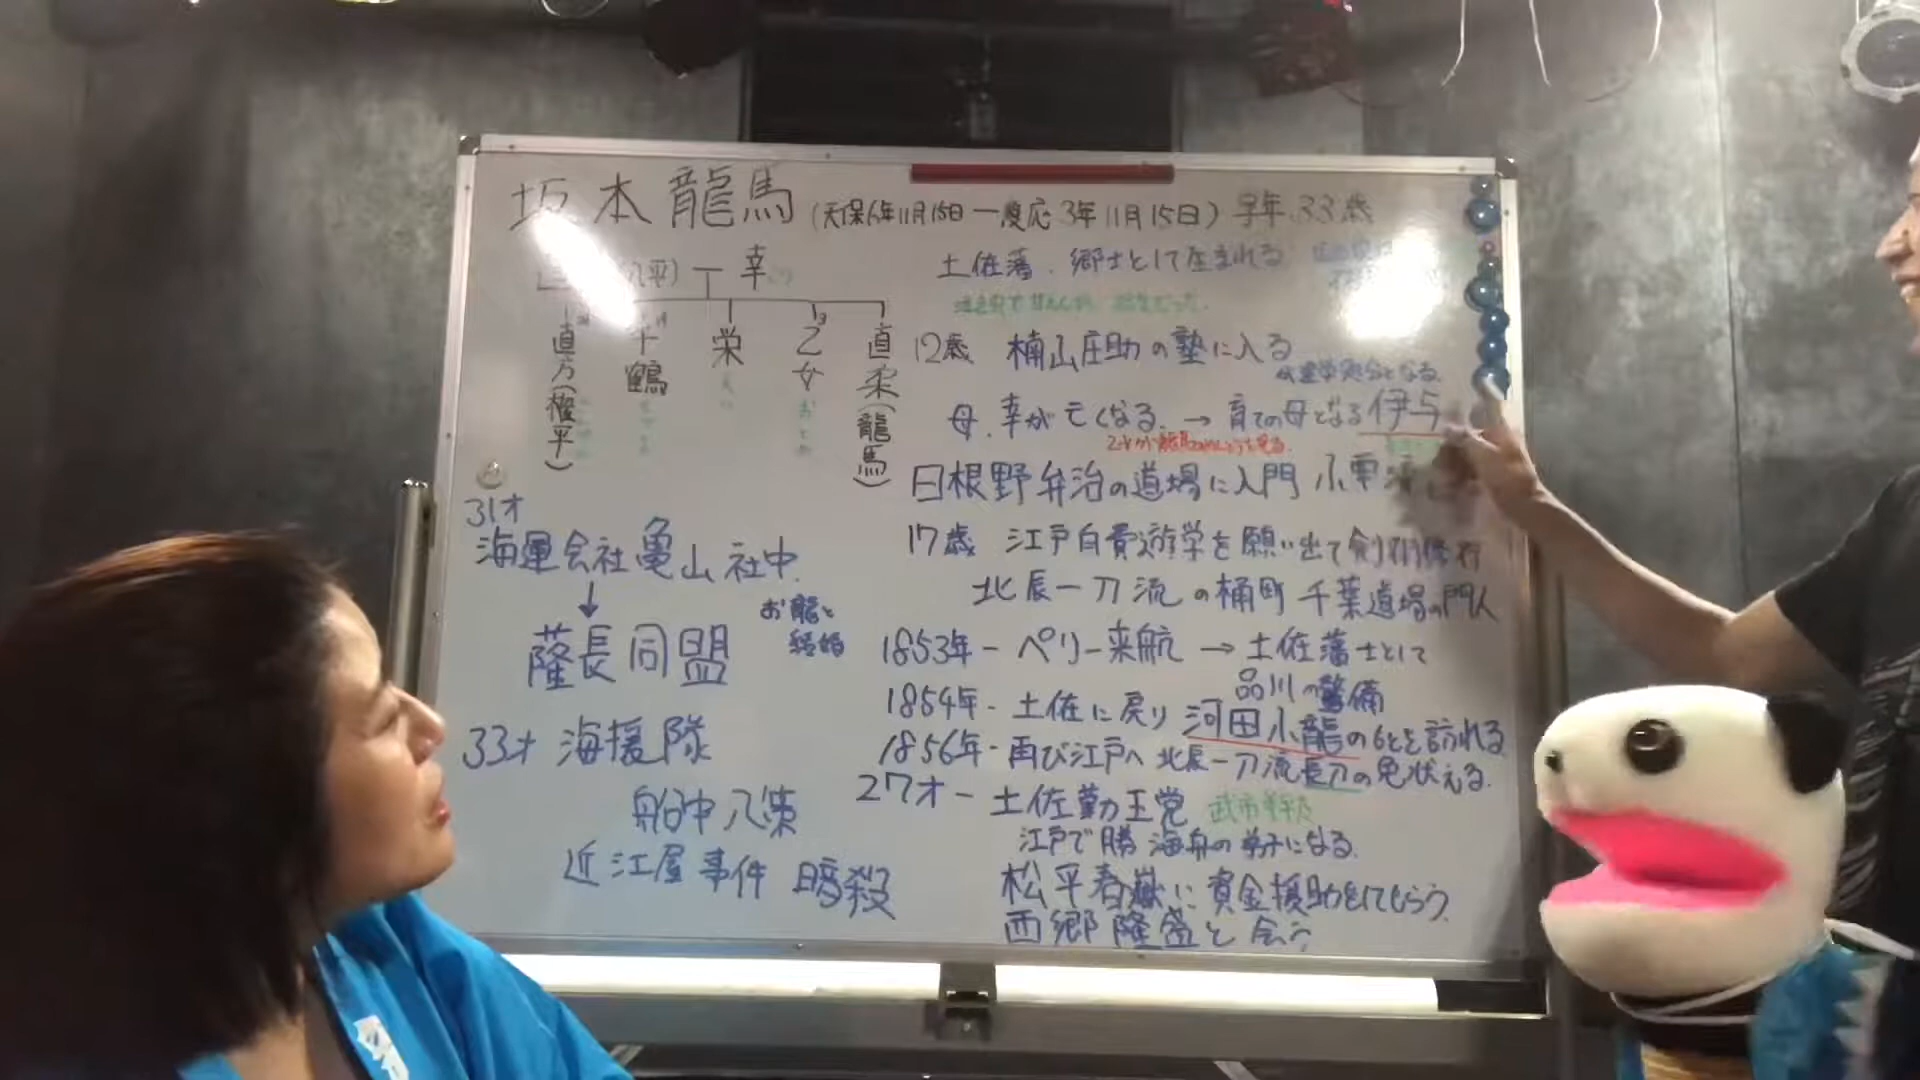 坂本龍馬 (天保6年11月15日 ー 慶応3年11月15日) 享年 33歳
八平) 幸
直方(権平)
千鶴
栄
乙女
直柔(龍馬)
土佐藩、郷士として生まれる
12歳 楠山庄助の塾に入る
母、幸が亡くなる。→ 育ての母となる伊与
日根野弁治の道場に入門 小栗流
17歳 江戸自費遊学を願い出て剣術修行
北辰一刀流の桶町千葉道場の門人
1853年 - ペリー来航 → 土佐藩士として
品川の警備
1854年 - 土佐に戻り河田小龍のもとを訪れる
1856年 - 再び江戸へ 北辰一刀流長刀の免状える。
27才 - 土佐勤王党
江戸で勝海舟の弟子になる。
松平春嶽に資金援助をしてもらう。
西郷隆盛と会う
31才
海運会社亀山社中
↓
薩長同盟
お龍と
結婚
33才 海援隊
船中八策
近江屋事件 暗殺